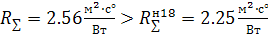 R_Σ = 2.56 м²·с°/Вт > R_Σ^н18 = 2.25 м²·с°/Вт